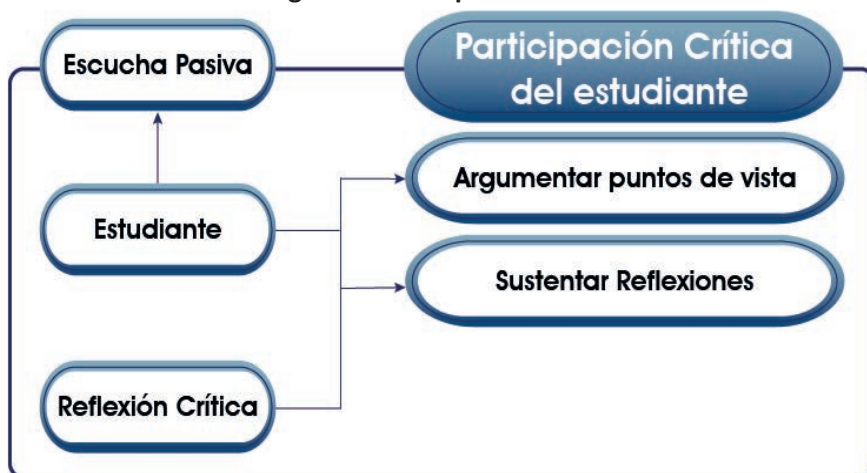 Escucha Pasiva
Participación Crítica
del estudiante
Argumentar puntos de vista
Estudiante
Sustentar Reflexiones
Reflexión Crítica